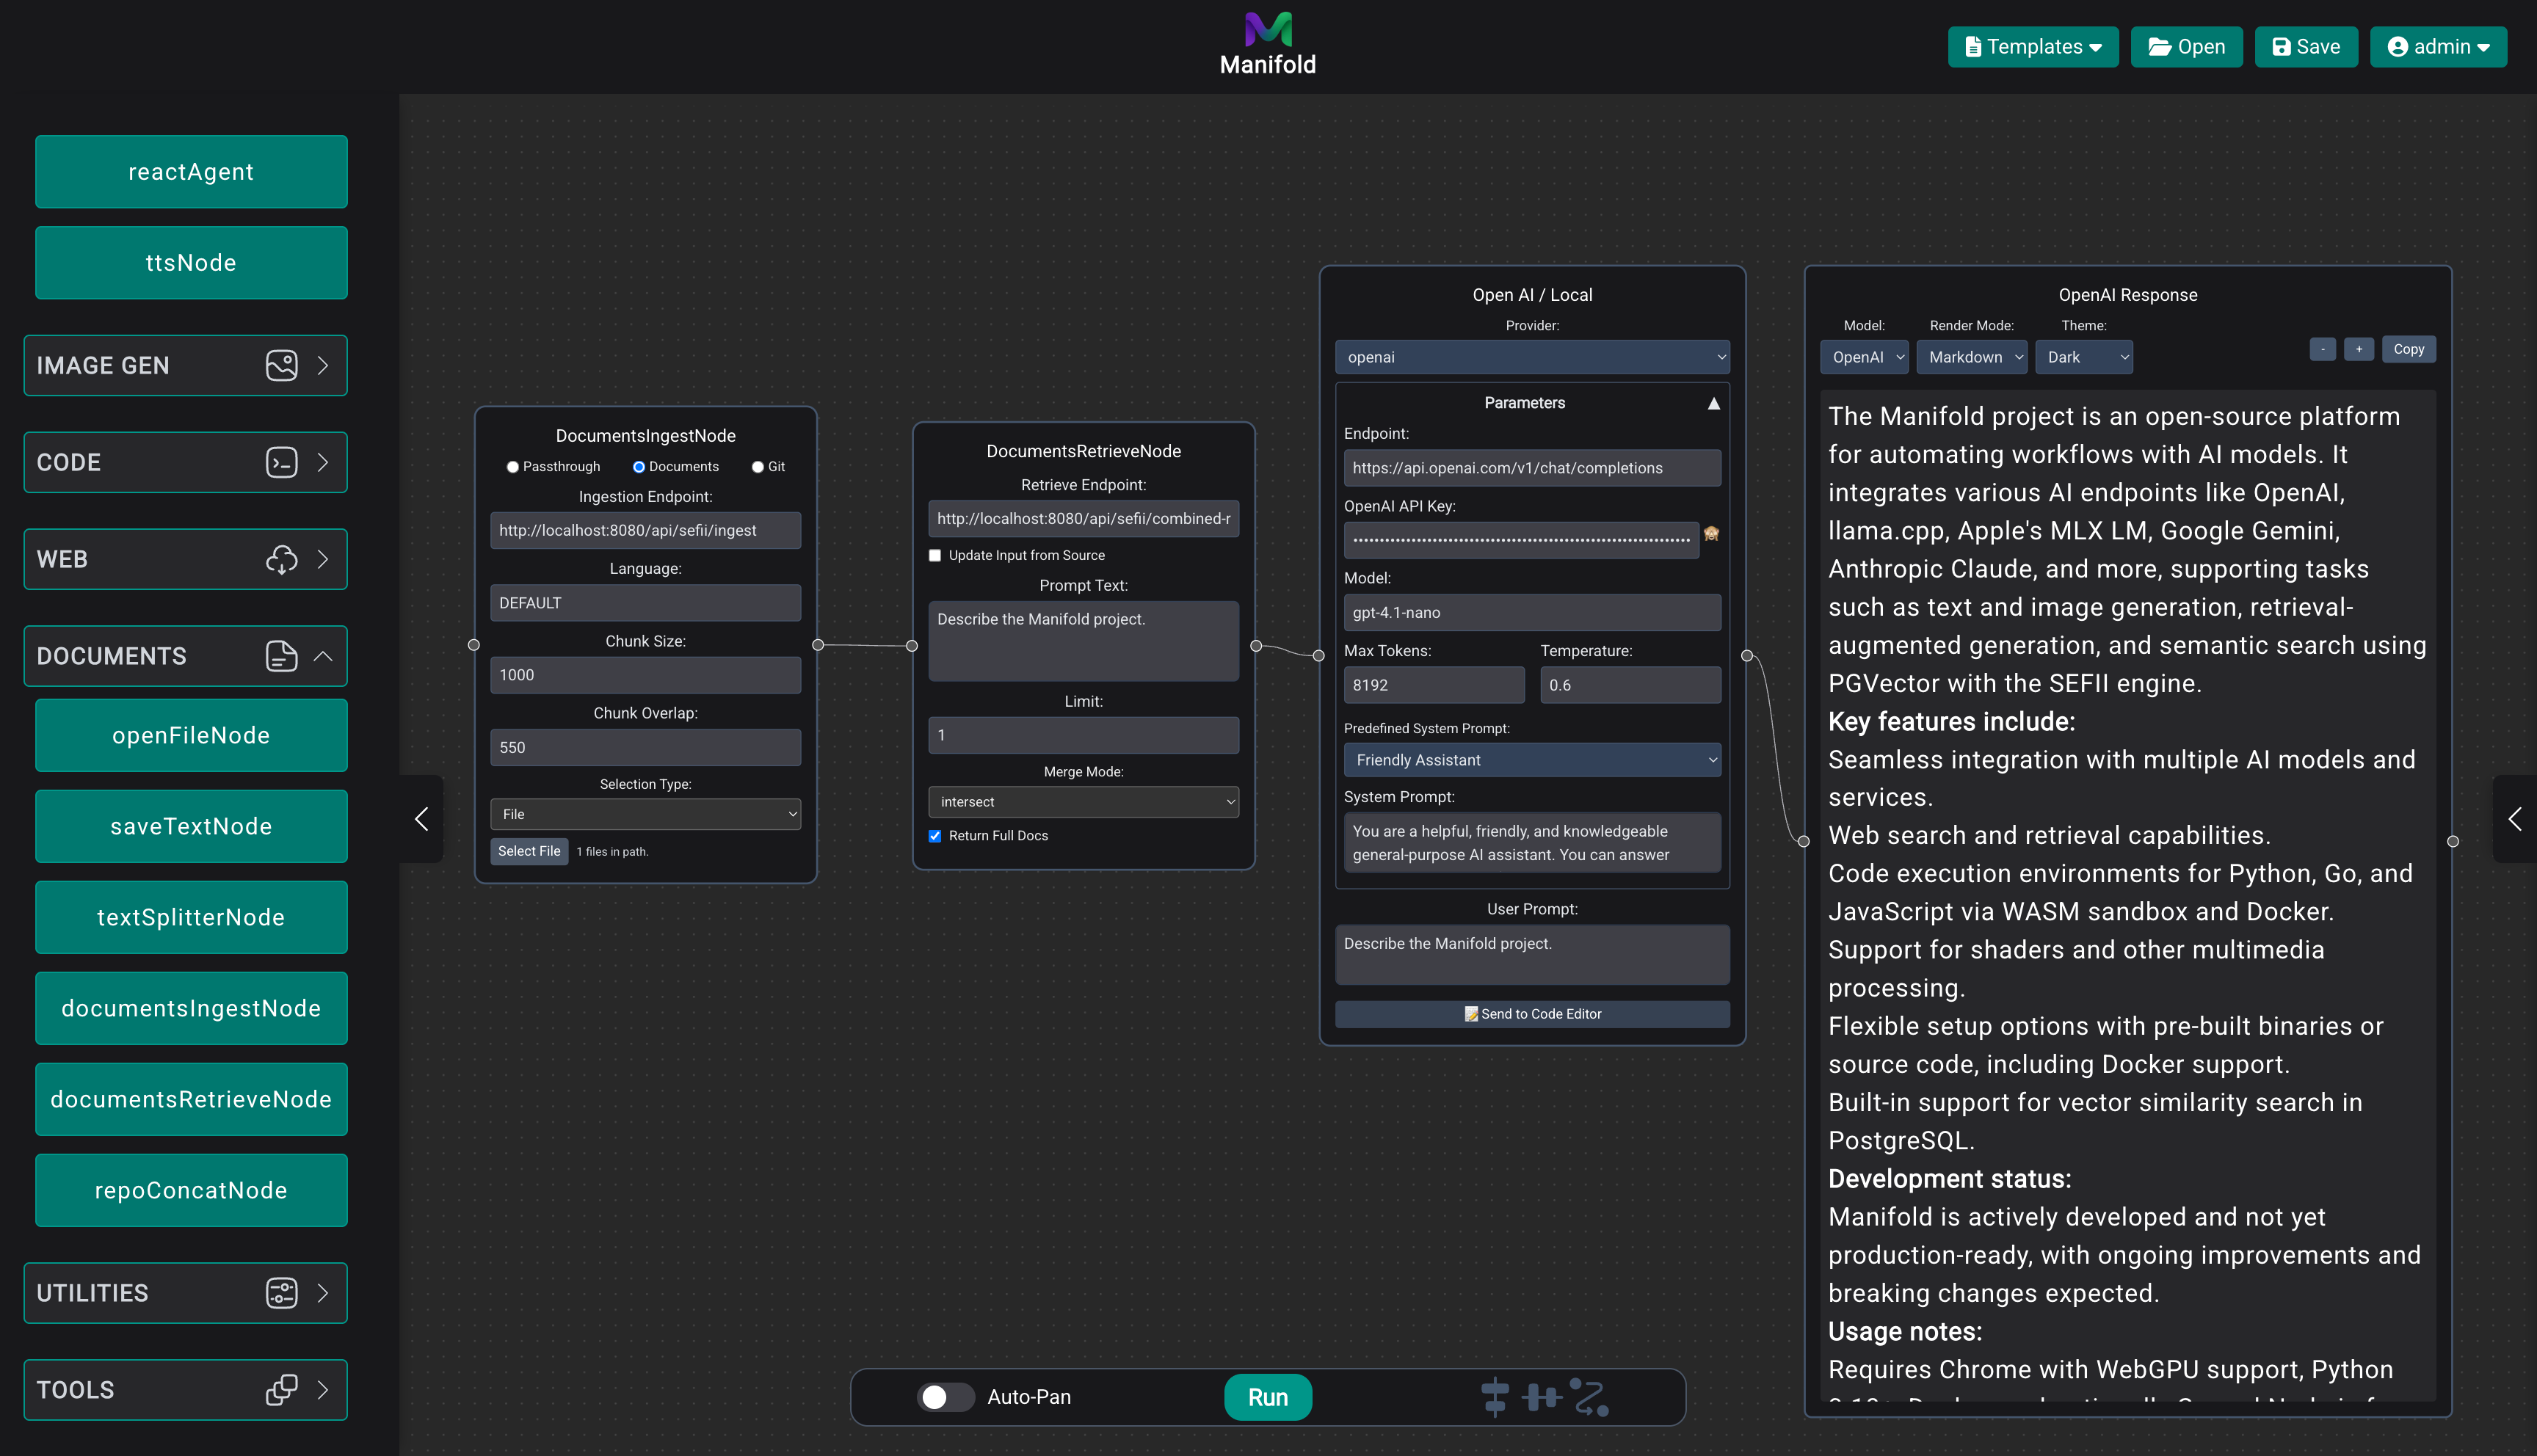 Manifold
Templates
Open
Save
admin
reactAgent
ttsNode
IMAGE GEN
CODE
WEB
DOCUMENTS
openFileNode
saveTextNode
textSplitterNode
documentsIngestNode
documentsRetrieveNode
repoConcatNode
UTILITIES
TOOLS
DocumentsIngestNode
Passthrough Documents Git
Ingestion Endpoint:
http://localhost:8080/api/sefii/ingest
Language:
DEFAULT
Chunk Size:
1000
Chunk Overlap:
550
Selection Type:
File
Select File 1 files in path.
DocumentsRetrieveNode
Retrieve Endpoint:
http://localhost:8080/api/sefii/combined-r
Update Input from Source
Prompt Text:
Describe the Manifold project.
Limit:
1
Merge Mode:
intersect
Return Full Docs
Open AI / Local
Provider:
openai
Parameters
Endpoint:
https://api.openai.com/v1/chat/completions
OpenAI API Key:
Model:
gpt-4.1-nano
Max Tokens: Temperature:
8192 0.6
Predefined System Prompt:
Friendly Assistant
System Prompt:
You are a helpful, friendly, and knowledgeable
general-purpose AI assistant. You can answer
User Prompt:
Describe the Manifold project.
Send to Code Editor
OpenAI Response
Model: Render Mode: Theme:
OpenAI Markdown Dark - + Copy
The Manifold project is an open-source platform
for automating workflows with AI models. It
integrates various AI endpoints like OpenAI,
llama.cpp, Apple's MLX LM, Google Gemini,
Anthropic Claude, and more, supporting tasks
such as text and image generation, retrieval-
augmented generation, and semantic search using
PGVector with the SEFII engine.
Key features include:
Seamless integration with multiple AI models and
services.
Web search and retrieval capabilities.
Code execution environments for Python, Go, and
JavaScript via WASM sandbox and Docker.
Support for shaders and other multimedia
processing.
Flexible setup options with pre-built binaries or
source code, including Docker support.
Built-in support for vector similarity search in
PostgreSQL.
Development status:
Manifold is actively developed and not yet
production-ready, with ongoing improvements and
breaking changes expected.
Usage notes:
Requires Chrome with WebGPU support, Python
Auto-Pan
Run